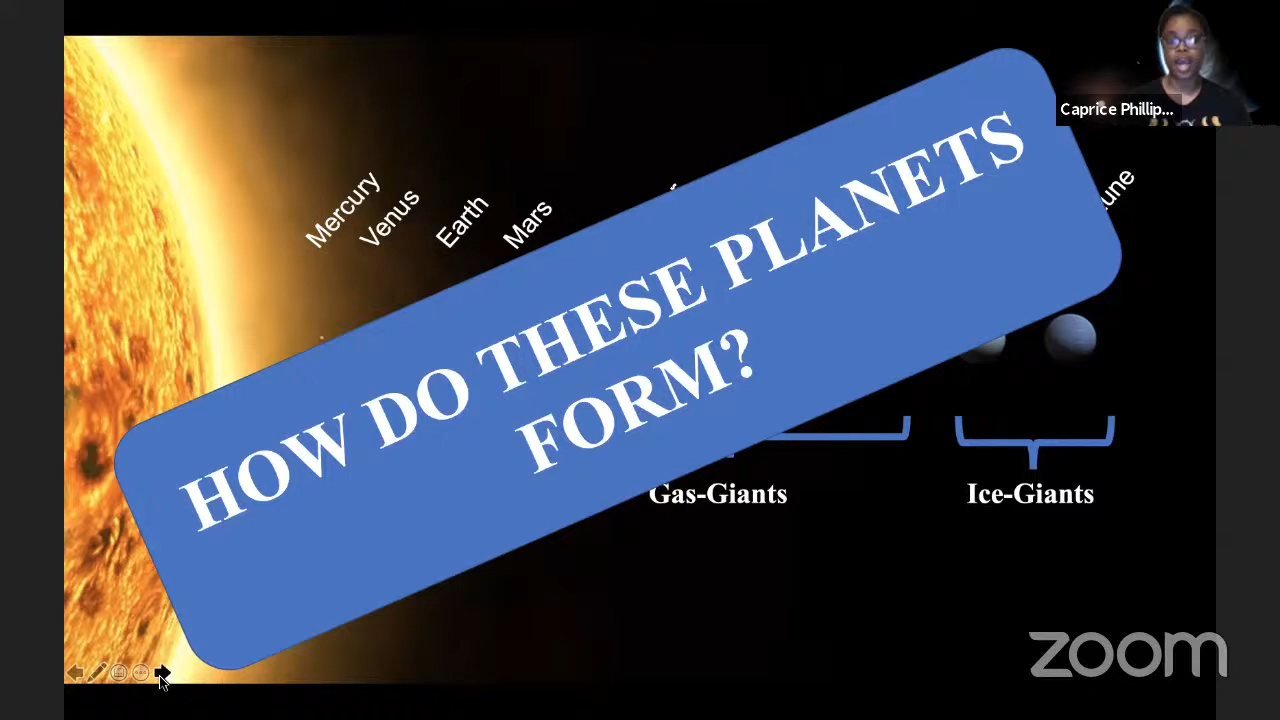 Caprice Phillip...
Mercury
Venus
Earth
Mars
HOW DO THESE PLANETS
FORM?
Gas-Giants
Ice-Giants
zoom